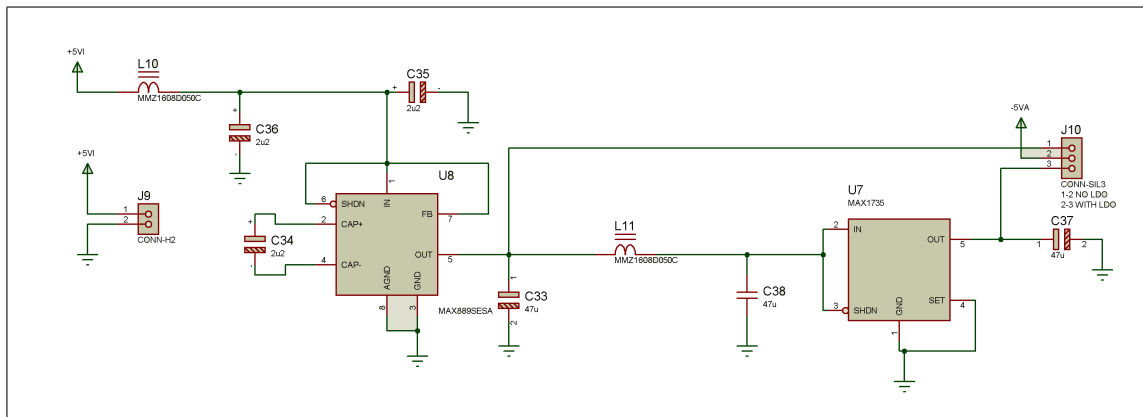 +5VI
L10
MMZ1608D050C
+
C36
2u2
-
C35
+
-
2u2
+5VI
J9
1
2
CONN-H2
U8
1
IN
6
SHDN
2
CAP+
FB
7
+
C34
2u2
-
4
CAP-
OUT
5
AGND
GND
8
3
MAX889SESA
1
C33
47u
2
L11
MMZ1608D050C
C38
47u
U7
MAX1735
2
IN
OUT
5
3
SHDN
GND
SET
4
1
-5VA
J10
1
2
3
CONN-SIL3
1-2 NO LDO
2-3 WITH LDO
C37
1
2
47u